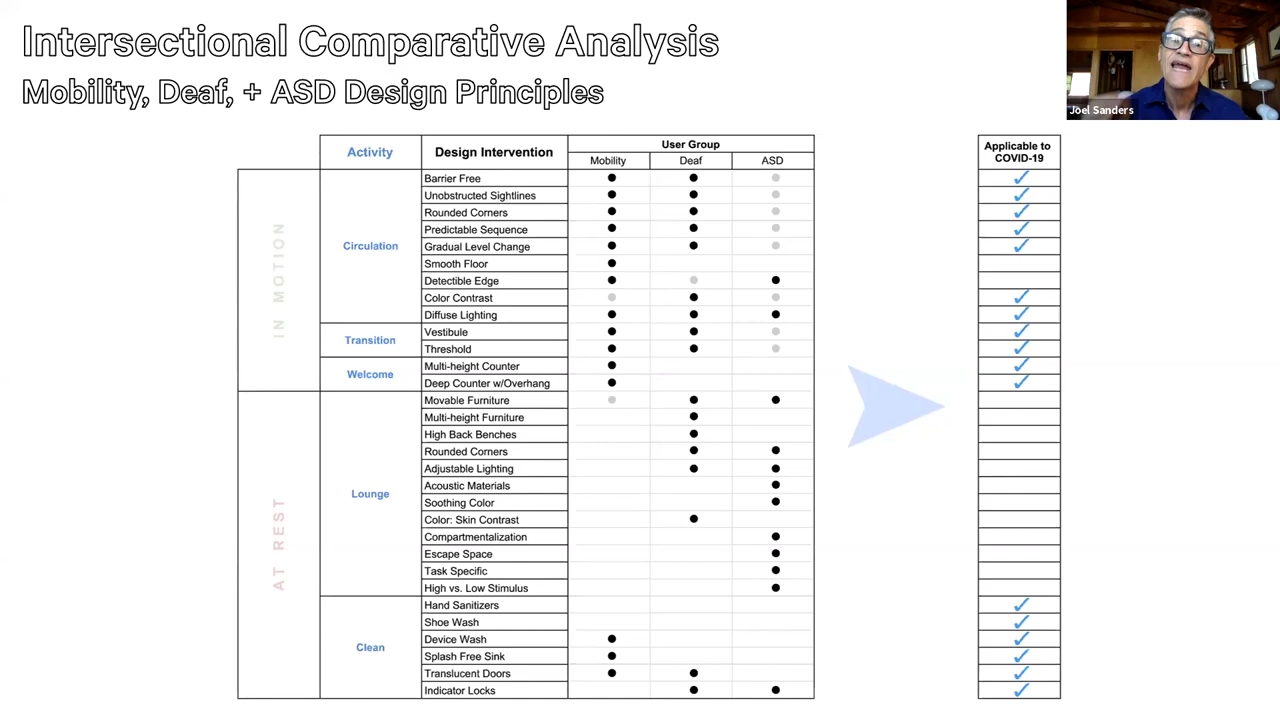 Intersectional Comparative Analysis
Mobility, Deaf, + ASD Design Principles
Joel Sanders
Activity
Design Intervention
User Group
Mobility
Deaf
ASD
Applicable to
COVID-19
IN MOTION
Circulation
Barrier Free
Unobstructed Sightlines
Rounded Corners
Predictable Sequence
Gradual Level Change
Smooth Floor
Detectible Edge
Color Contrast
Diffuse Lighting
Transition
Vestibule
Threshold
Welcome
Multi-height Counter
Deep Counter w/Overhang
AT REST
Lounge
Movable Furniture
Multi-height Furniture
High Back Benches
Rounded Corners
Adjustable Lighting
Acoustic Materials
Soothing Color
Color: Skin Contrast
Compartmentalization
Escape Space
Task Specific
High vs. Low Stimulus
Clean
Hand Sanitizers
Shoe Wash
Device Wash
Splash Free Sink
Translucent Doors
Indicator Locks